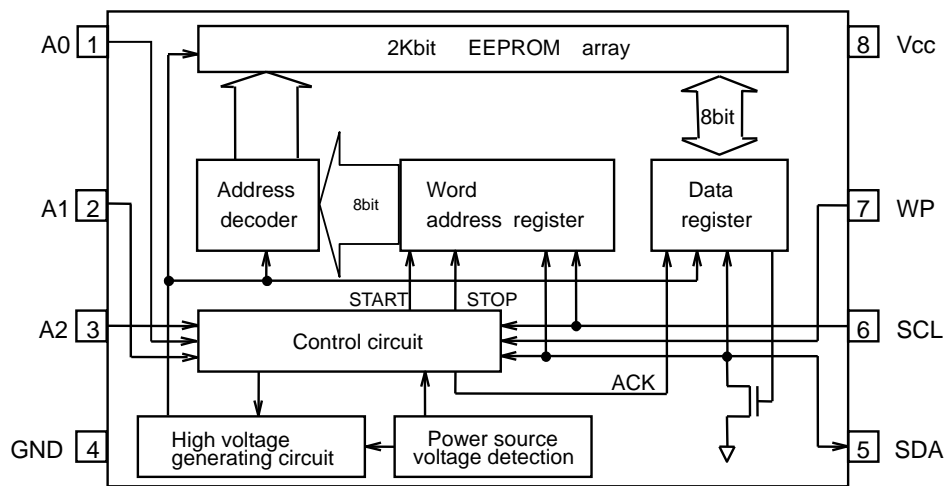 A0 1
2Kbit EEPROM array
8 Vcc
8bit
A1 2
Address
decoder
8bit
Word
address register
Data
register
7 WP
START
STOP
A2 3
Control circuit
6 SCL
ACK
GND 4
High voltage
generating circuit
Power source
voltage detection
5 SDA